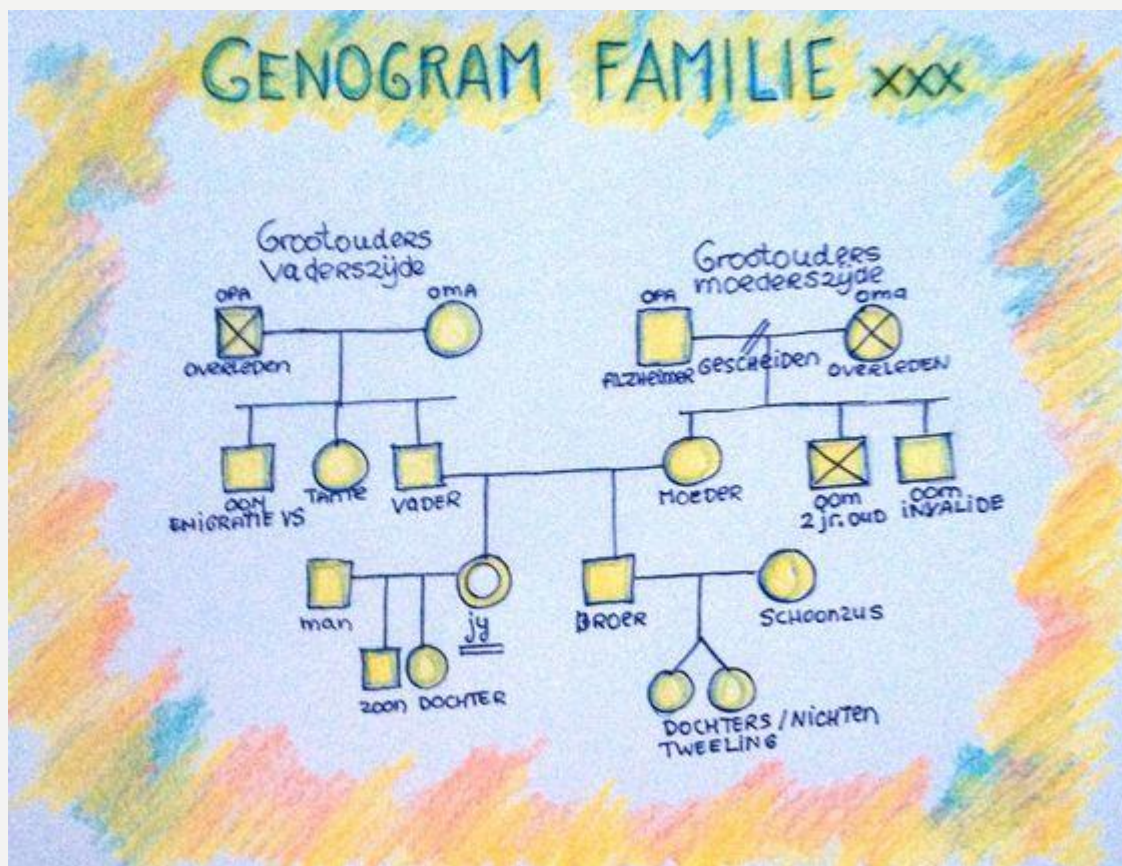 GENOGRAM FAMILIE xxx
Grootouders
vaderszijde
Grootouders
moederszijde
OPA
OMA
OPA
oma
OVERLEDEN
ALZHEIMER
GESCHEIDEN
OVERLEDEN
OOM
EMIGRATIE VS
TANTE
VADER
MOEDER
OOM
2 jr. OUD
OOM
INVALIDE
man
jy
BROER
SCHOONZUS
ZOON
DOCHTER
DOCHTERS / NICHTEN
TWEELING